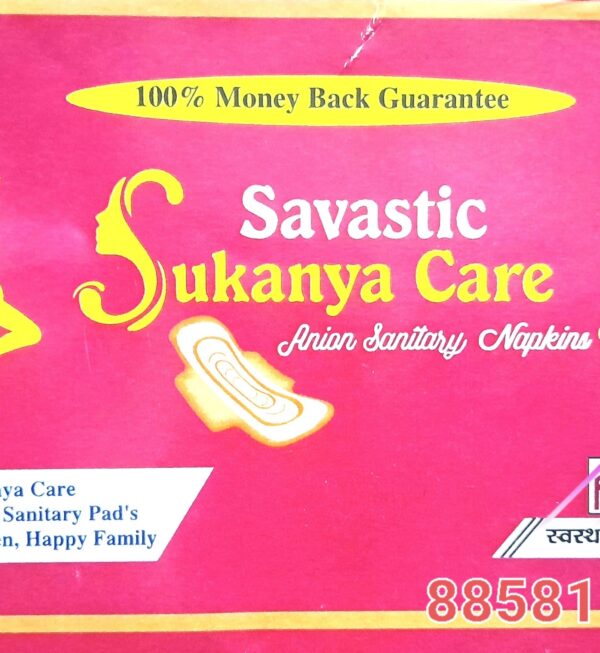 100% Money Back Guarantee
Savastic
Sukanya Care
Anion Sanitary Napkins
ya Care
Sanitary Pad's
en, Happy Family
स्वस्थ
88581